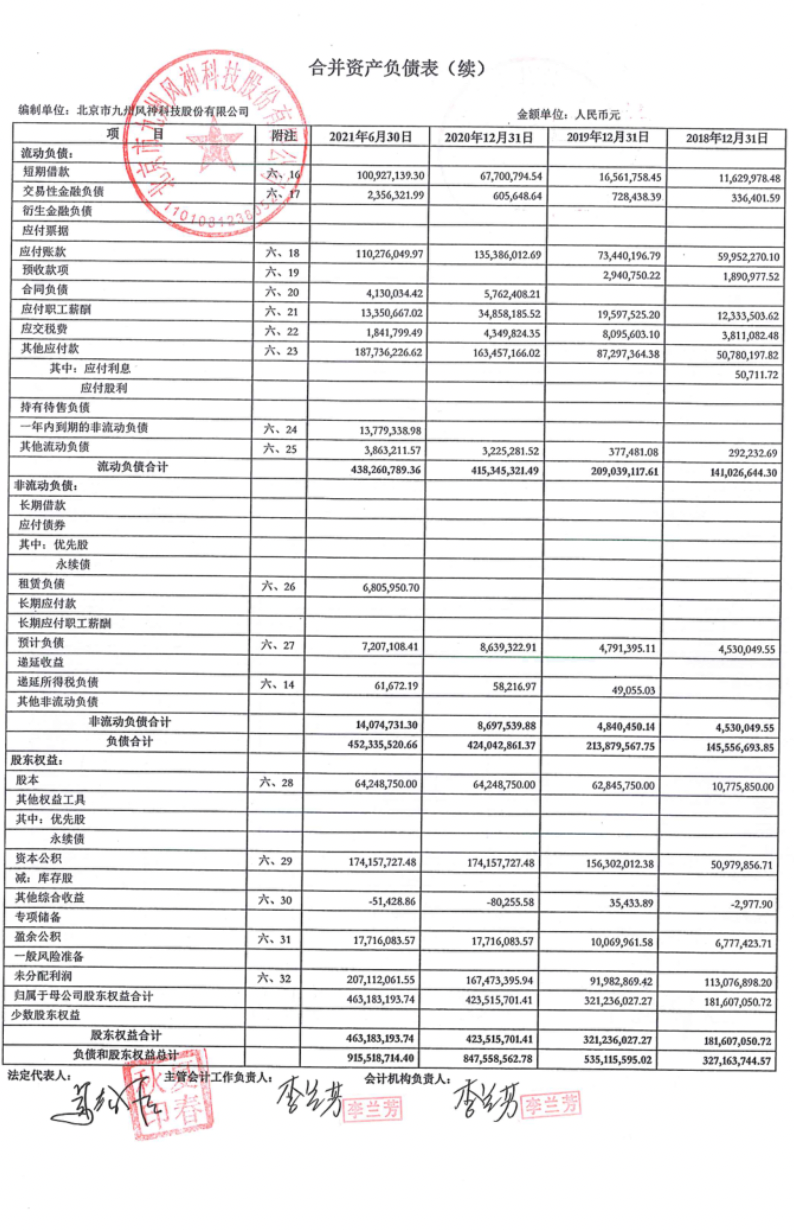 合并资产负债表（续）
编制单位：北京市九州风神科技股份有限公司 金额单位：人民币元
项 目 附注 2021年6月30日 2020年12月31日 2019年12月31日 2018年12月31日
流动负债：
短期借款 六、16 100,927,139.30 67,700,794.54 16,561,758.45 11,629,978.48
交易性金融负债 六、17 2,356,321.99 605,648.64 728,438.39 336,401.59
衍生金融负债
应付票据
应付账款 六、18 110,276,049.97 135,386,012.69 73,440,196.79 59,952,270.10
预收款项 六、19 2,940,750.22 1,890,977.52
合同负债 六、20 4,130,034.42 5,762,408.21
应付职工薪酬 六、21 13,350,667.02 34,858,185.52 19,597,525.20 12,333,503.62
应交税费 六、22 1,841,799.49 4,349,824.35 8,095,603.10 3,811,082.48
其他应付款 六、23 187,736,226.62 163,457,166.02 87,297,364.38 50,780,197.82
其中：应付利息 50,711.72
应付股利
持有待售负债
一年内到期的非流动负债 六、24 13,779,338.98
其他流动负债 六、25 3,863,211.57 3,225,281.52 377,481.08 292,232.69
流动负债合计 438,260,789.36 415,345,321.49 209,039,117.61 141,026,644.30
非流动负债：
长期借款
应付债券
其中：优先股
永续债
租赁负债 六、26 6,805,950.70
长期应付款
长期应付职工薪酬
预计负债 六、27 7,207,108.41 8,639,322.91 4,791,395.11 4,530,049.55
递延收益
递延所得税负债 六、14 61,672.19 58,216.97 49,055.03
其他非流动负债
非流动负债合计 14,074,731.30 8,697,539.88 4,840,450.14 4,530,049.55
负债合计 452,335,520.66 424,042,861.37 213,879,567.75 145,556,693.85
股东权益：
股本 六、28 64,248,750.00 64,248,750.00 62,845,750.00 10,775,850.00
其他权益工具
其中：优先股
永续债
资本公积 六、29 174,157,727.48 174,157,727.48 156,302,012.38 50,979,856.71
减：库存股
其他综合收益 六、30 -51,428.86 -80,255.58 35,433.89 -2,977.90
专项储备
盈余公积 六、31 17,716,083.57 17,716,083.57 10,069,961.58 6,777,423.71
一般风险准备
未分配利润 六、32 207,112,061.55 167,473,395.94 91,982,869.42 113,076,898.20
归属于母公司股东权益合计 463,183,193.74 423,515,701.41 321,236,027.27 181,607,050.72
少数股东权益
股东权益合计 463,183,193.74 423,515,701.41 321,236,027.27 181,607,050.72
负债和股东权益总计 915,518,714.40 847,558,562.78 535,115,595.02 327,163,744.57
法定代表人： 主管会计工作负责人： 会计机构负责人：
夏春秋印 李兰芳 李兰芳 李兰芳 李兰芳
北京市九州风神科技股份有限公司